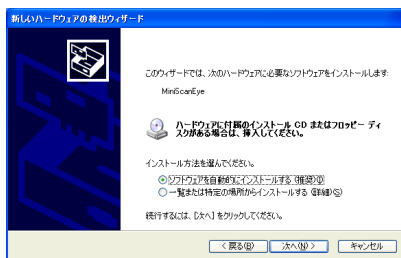 新しいハードウェアの検出ウィザード
このウィザードでは、次のハードウェアに必要なソフトウェアをインストールします:
MiniScanEye
ハードウェアに付属のインストール CD またはフロッピー ディ
スクがある場合は、挿入してください。
インストール方法を選んでください。
ソフトウェアを自動的にインストールする (推奨)(I)
一覧または特定の場所からインストールする (詳細)(S)
続行するには、[次へ] をクリックしてください。
< 戻る(B)
次へ(N) >
キャンセル